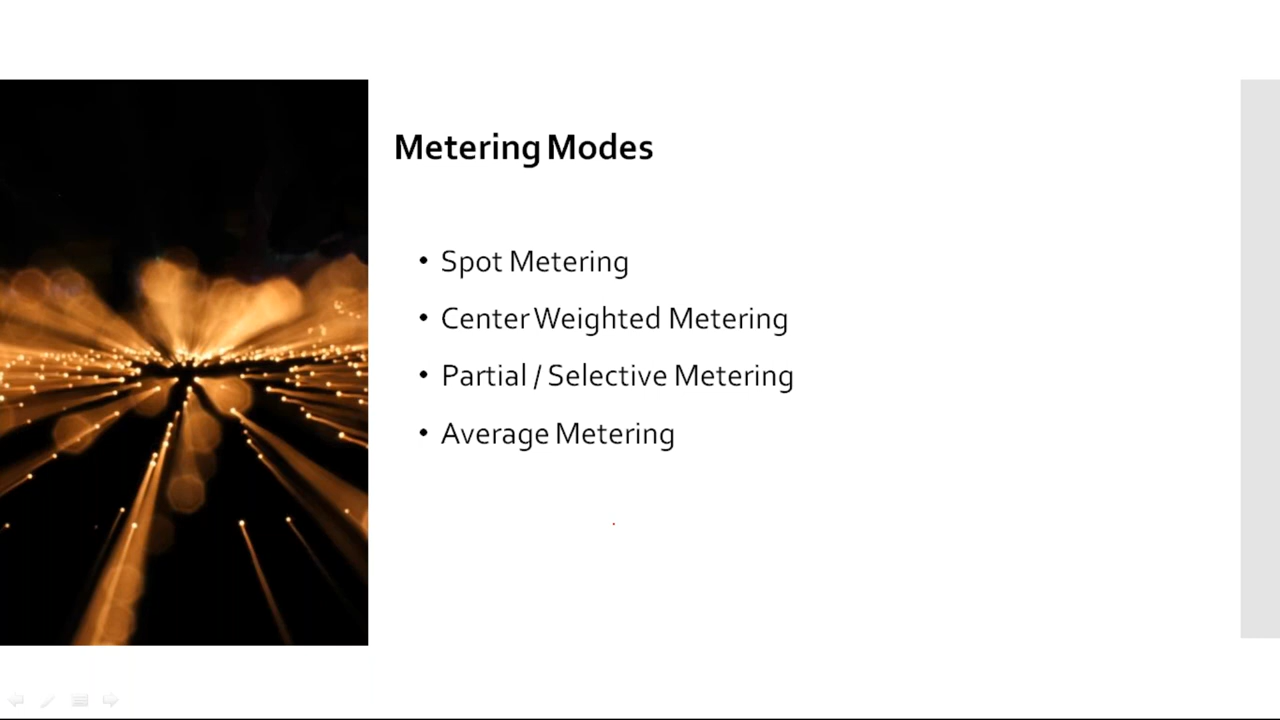 Metering Modes
• Spot Metering
• Center Weighted Metering
• Partial / Selective Metering
• Average Metering